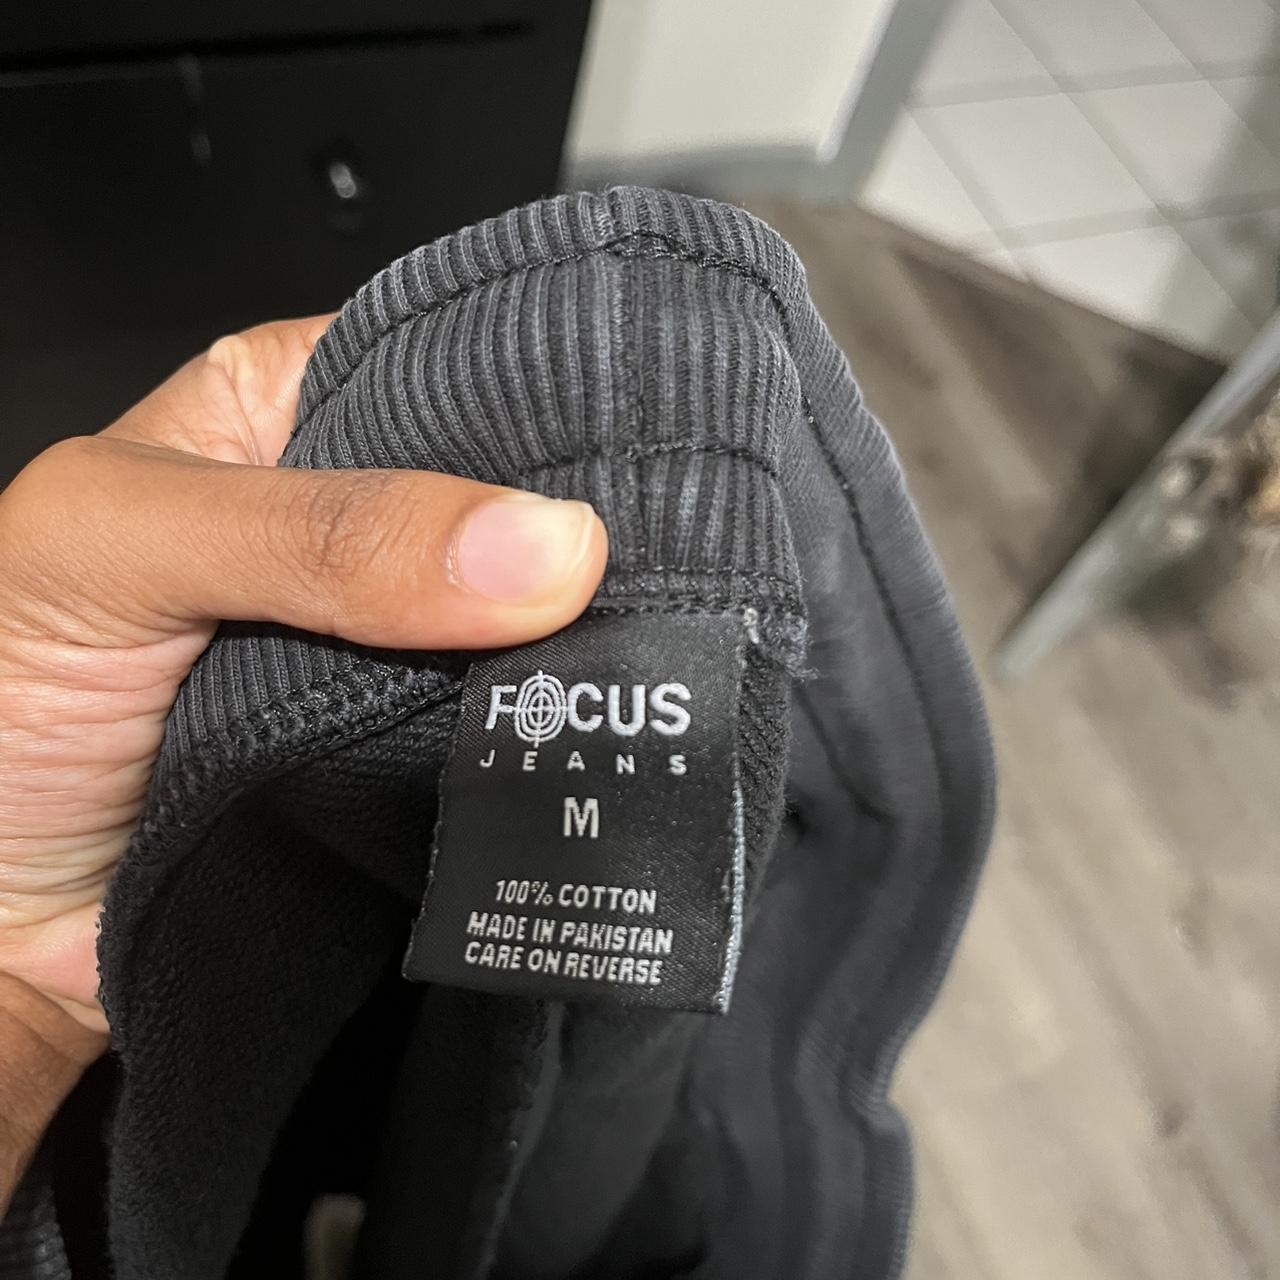 FOCUS
JEANS
M
100% COTTON
MADE IN PAKISTAN
CARE ON REVERSE